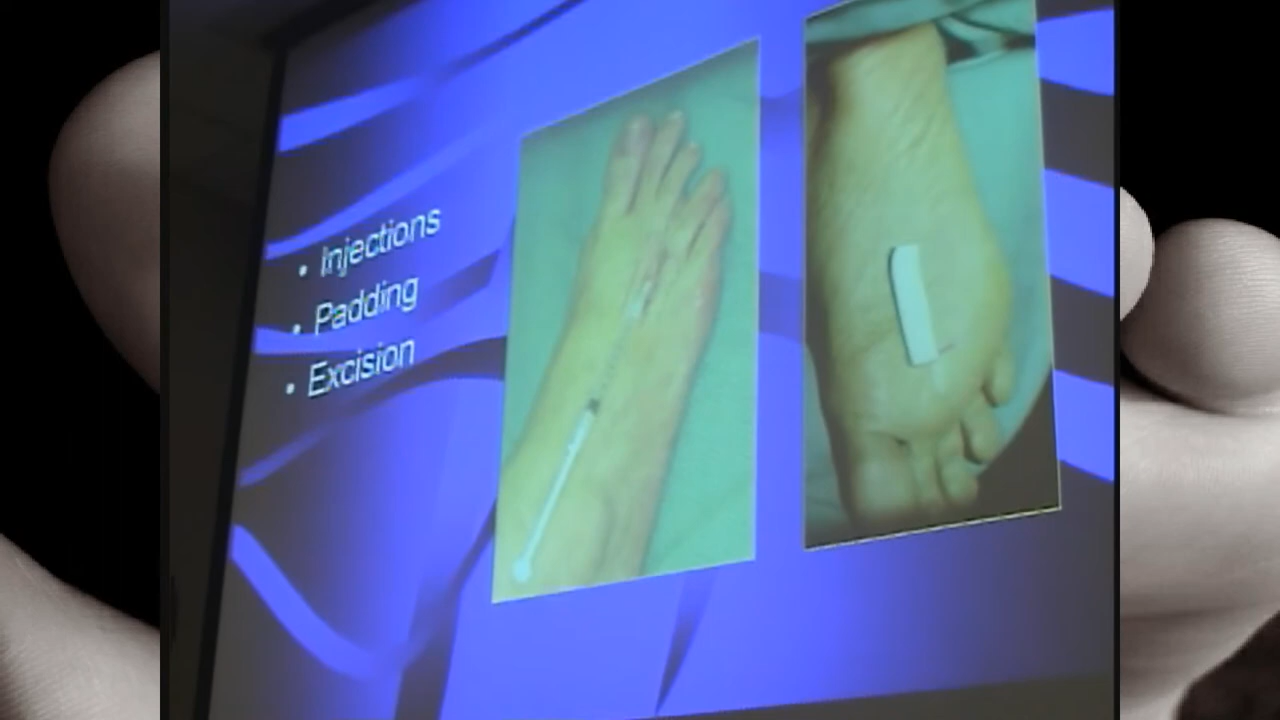 • Injections
• Padding
• Excision